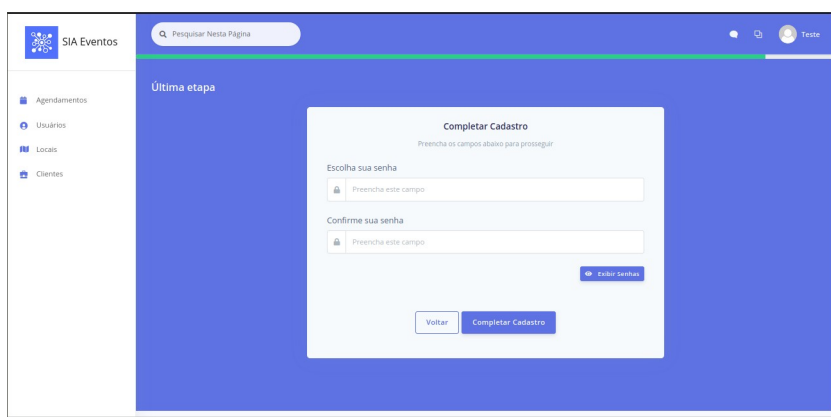 SIA Eventos
Pesquisar Nesta Página
Teste
Última etapa
Agendamentos
Usuários
Locais
Clientes
Completar Cadastro
Preencha os campos abaixo para prosseguir
Escolha sua senha
Preencha este campo
Confirme sua senha
Preencha este campo
Exibir Senhas
Voltar
Completar Cadastro